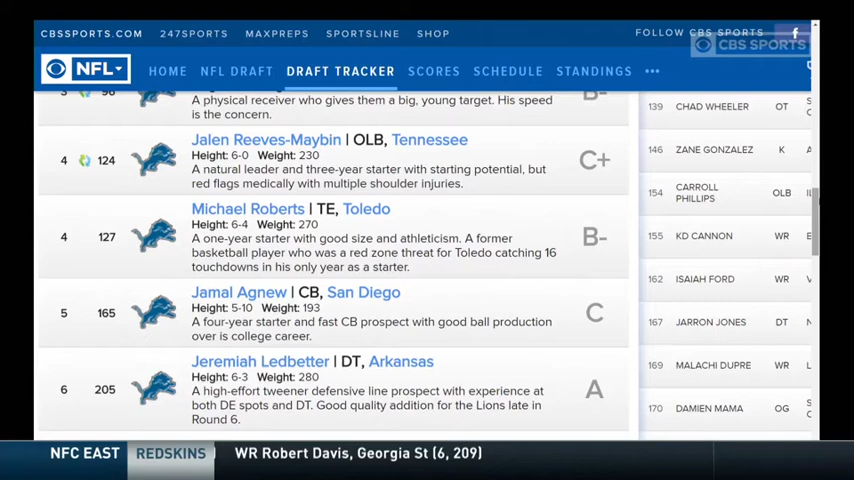 CBSSPORTS.COM 247SPORTS MAXPREPS SPORTSLINE SHOP FOLLOW CBS SPORTS f
CBS SPORTS
NFL HOME NFL DRAFT DRAFT TRACKER SCORES SCHEDULE STANDINGS •••
3 96 B-
A physical receiver who gives them a big, young target. His speed
is the concern.
Jalen Reeves-Maybin | OLB, Tennessee
4 124 Height: 6-0 Weight: 230 C+
A natural leader and three-year starter with starting potential, but
red flags medically with multiple shoulder injuries.
Michael Roberts | TE, Toledo
4 127 Height: 6-4 Weight: 270 B-
A one-year starter with good size and athleticism. A former
basketball player who was a red zone threat for Toledo catching 16
touchdowns in his only year as a starter.
Jamal Agnew | CB, San Diego
5 165 Height: 5-10 Weight: 193 C
A four-year starter and fast CB prospect with good ball production
over is college career.
Jeremiah Ledbetter | DT, Arkansas
6 205 Height: 6-3 Weight: 280 A
A high-effort tweener defensive line prospect with experience at
both DE spots and DT. Good quality addition for the Lions late in
Round 6.
139 CHAD WHEELER OT
146 ZANE GONZALEZ K
154 CARROLL PHILLIPS OLB
155 KD CANNON WR
162 ISAIAH FORD WR
167 JARRON JONES DT
169 MALACHI DUPRE WR
170 DAMIEN MAMA OG
NFC EAST REDSKINS WR Robert Davis, Georgia St (6, 209)